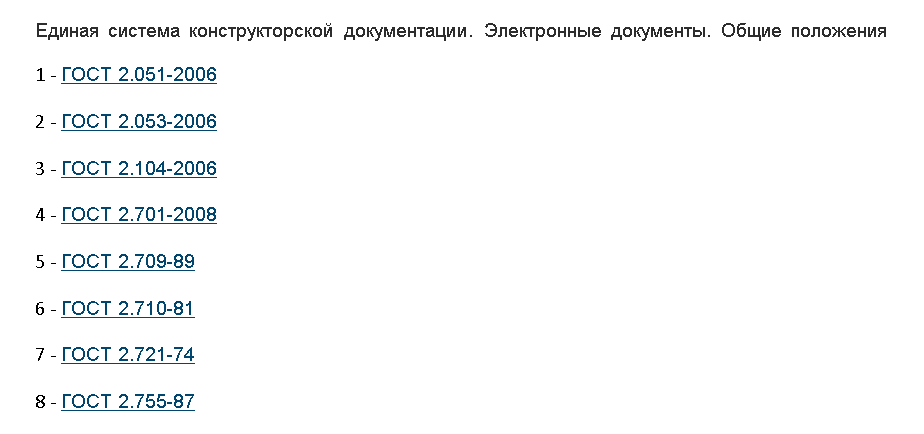 Единая система конструкторской документации. Электронные документы. Общие положения
1 - ГОСТ 2.051-2006
2 - ГОСТ 2.053-2006
3 - ГОСТ 2.104-2006
4 - ГОСТ 2.701-2008
5 - ГОСТ 2.709-89
6 - ГОСТ 2.710-81
7 - ГОСТ 2.721-74
8 - ГОСТ 2.755-87